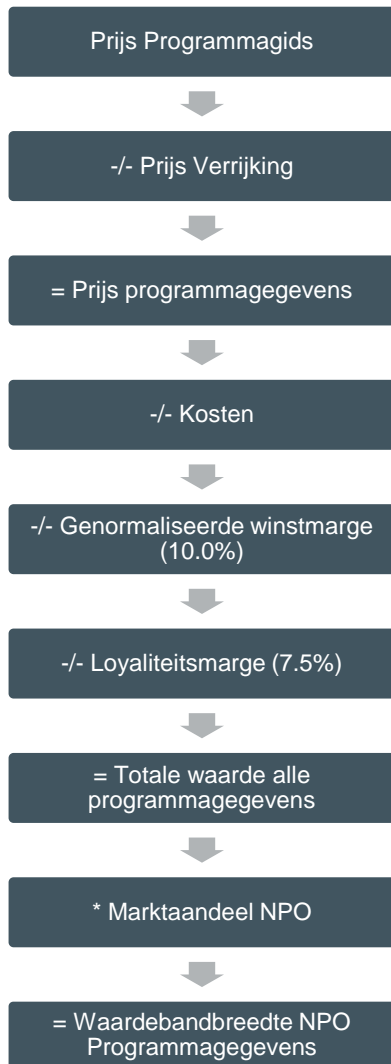 Prijs Programmagids
-/- Prijs Verrijking
= Prijs programmagegevens
-/- Kosten
-/- Genormaliseerde winstmarge
(10.0%)
-/- Loyaliteitsmarge (7.5%)
= Totale waarde alle
programmagegevens
* Marktaandeel NPO
= Waardebandbreedte NPO
Programmagegevens